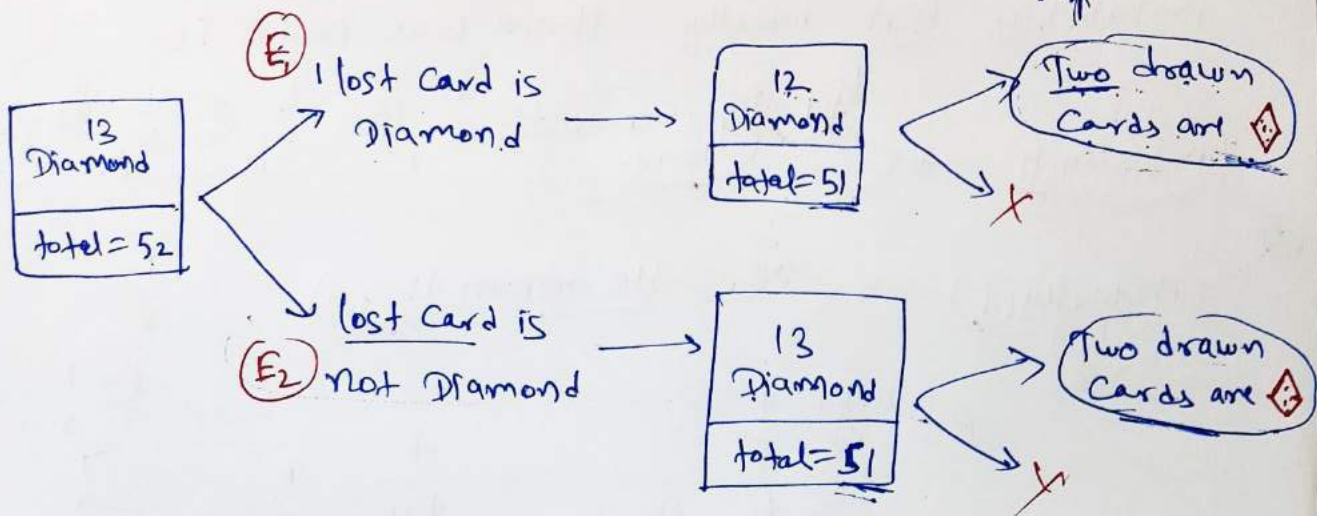 E1
1 lost Card is
Diamond
12
Diamond
tatal=51
Two drawn
Cards are
X
13
Diamond
total=52
lost Card is
E2
not Diamond
13
Diamond
total=51
Two drawn
Cards are
X